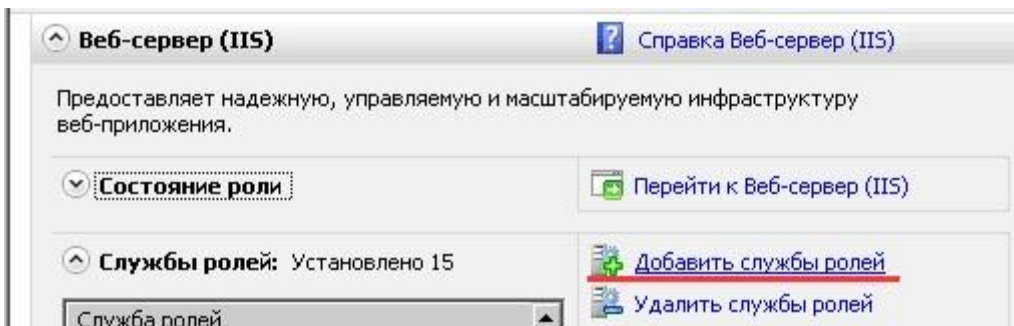 Веб-сервер (IIS)
Справка Веб-сервер (IIS)
Предоставляет надежную, управляемую и масштабируемую инфраструктуру
веб-приложения.
Состояние роли
Перейти к Веб-сервер (IIS)
Службы ролей: Установлено 15
Добавить службы ролей
Удалить службы ролей
Служба ролей